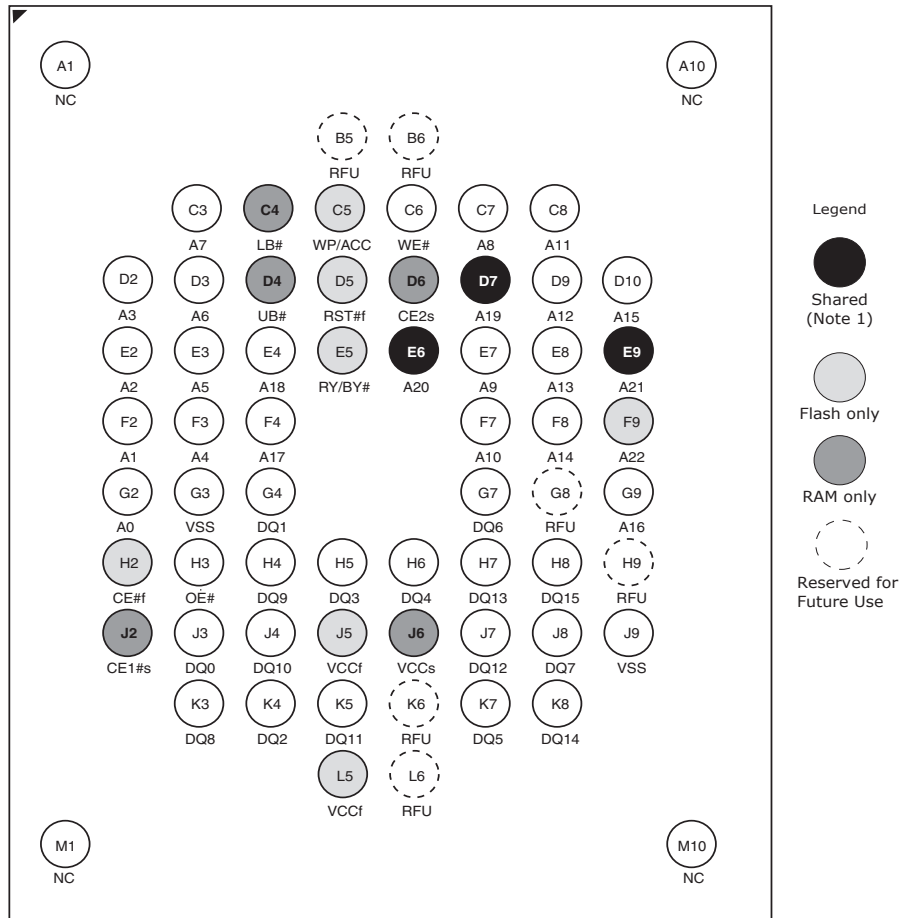 A1 A10
NC NC
B5 B6
RFU RFU
C3 C4 C5 C6 C7 C8
A7 LB# WP/ACC WE# A8 A11
D2 D3 D4 D5 D6 D7 D9 D10
A3 A6 UB# RST#f CE2s A19 A12 A15
E2 E3 E4 E5 E6 E7 E8 E9
A2 A5 A18 RY/BY# A20 A9 A13 A21
F2 F3 F4 F7 F8 F9
A1 A4 A17 A10 A14 A22
G2 G3 G4 G7 G8 G9
A0 VSS DQ1 DQ6 RFU A16
H2 H3 H4 H5 H6 H7 H8 H9
CE#f OE# DQ9 DQ3 DQ4 DQ13 DQ15 RFU
J2 J3 J4 J5 J6 J7 J8 J9
CE1#s DQ0 DQ10 VCCf VCCs DQ12 DQ7 VSS
K3 K4 K5 K6 K7 K8
DQ8 DQ2 DQ11 RFU DQ5 DQ14
L5 L6
VCCf RFU
M1 M10
NC NC
Legend
Shared
(Note 1)
Flash only
RAM only
Reserved for
Future Use